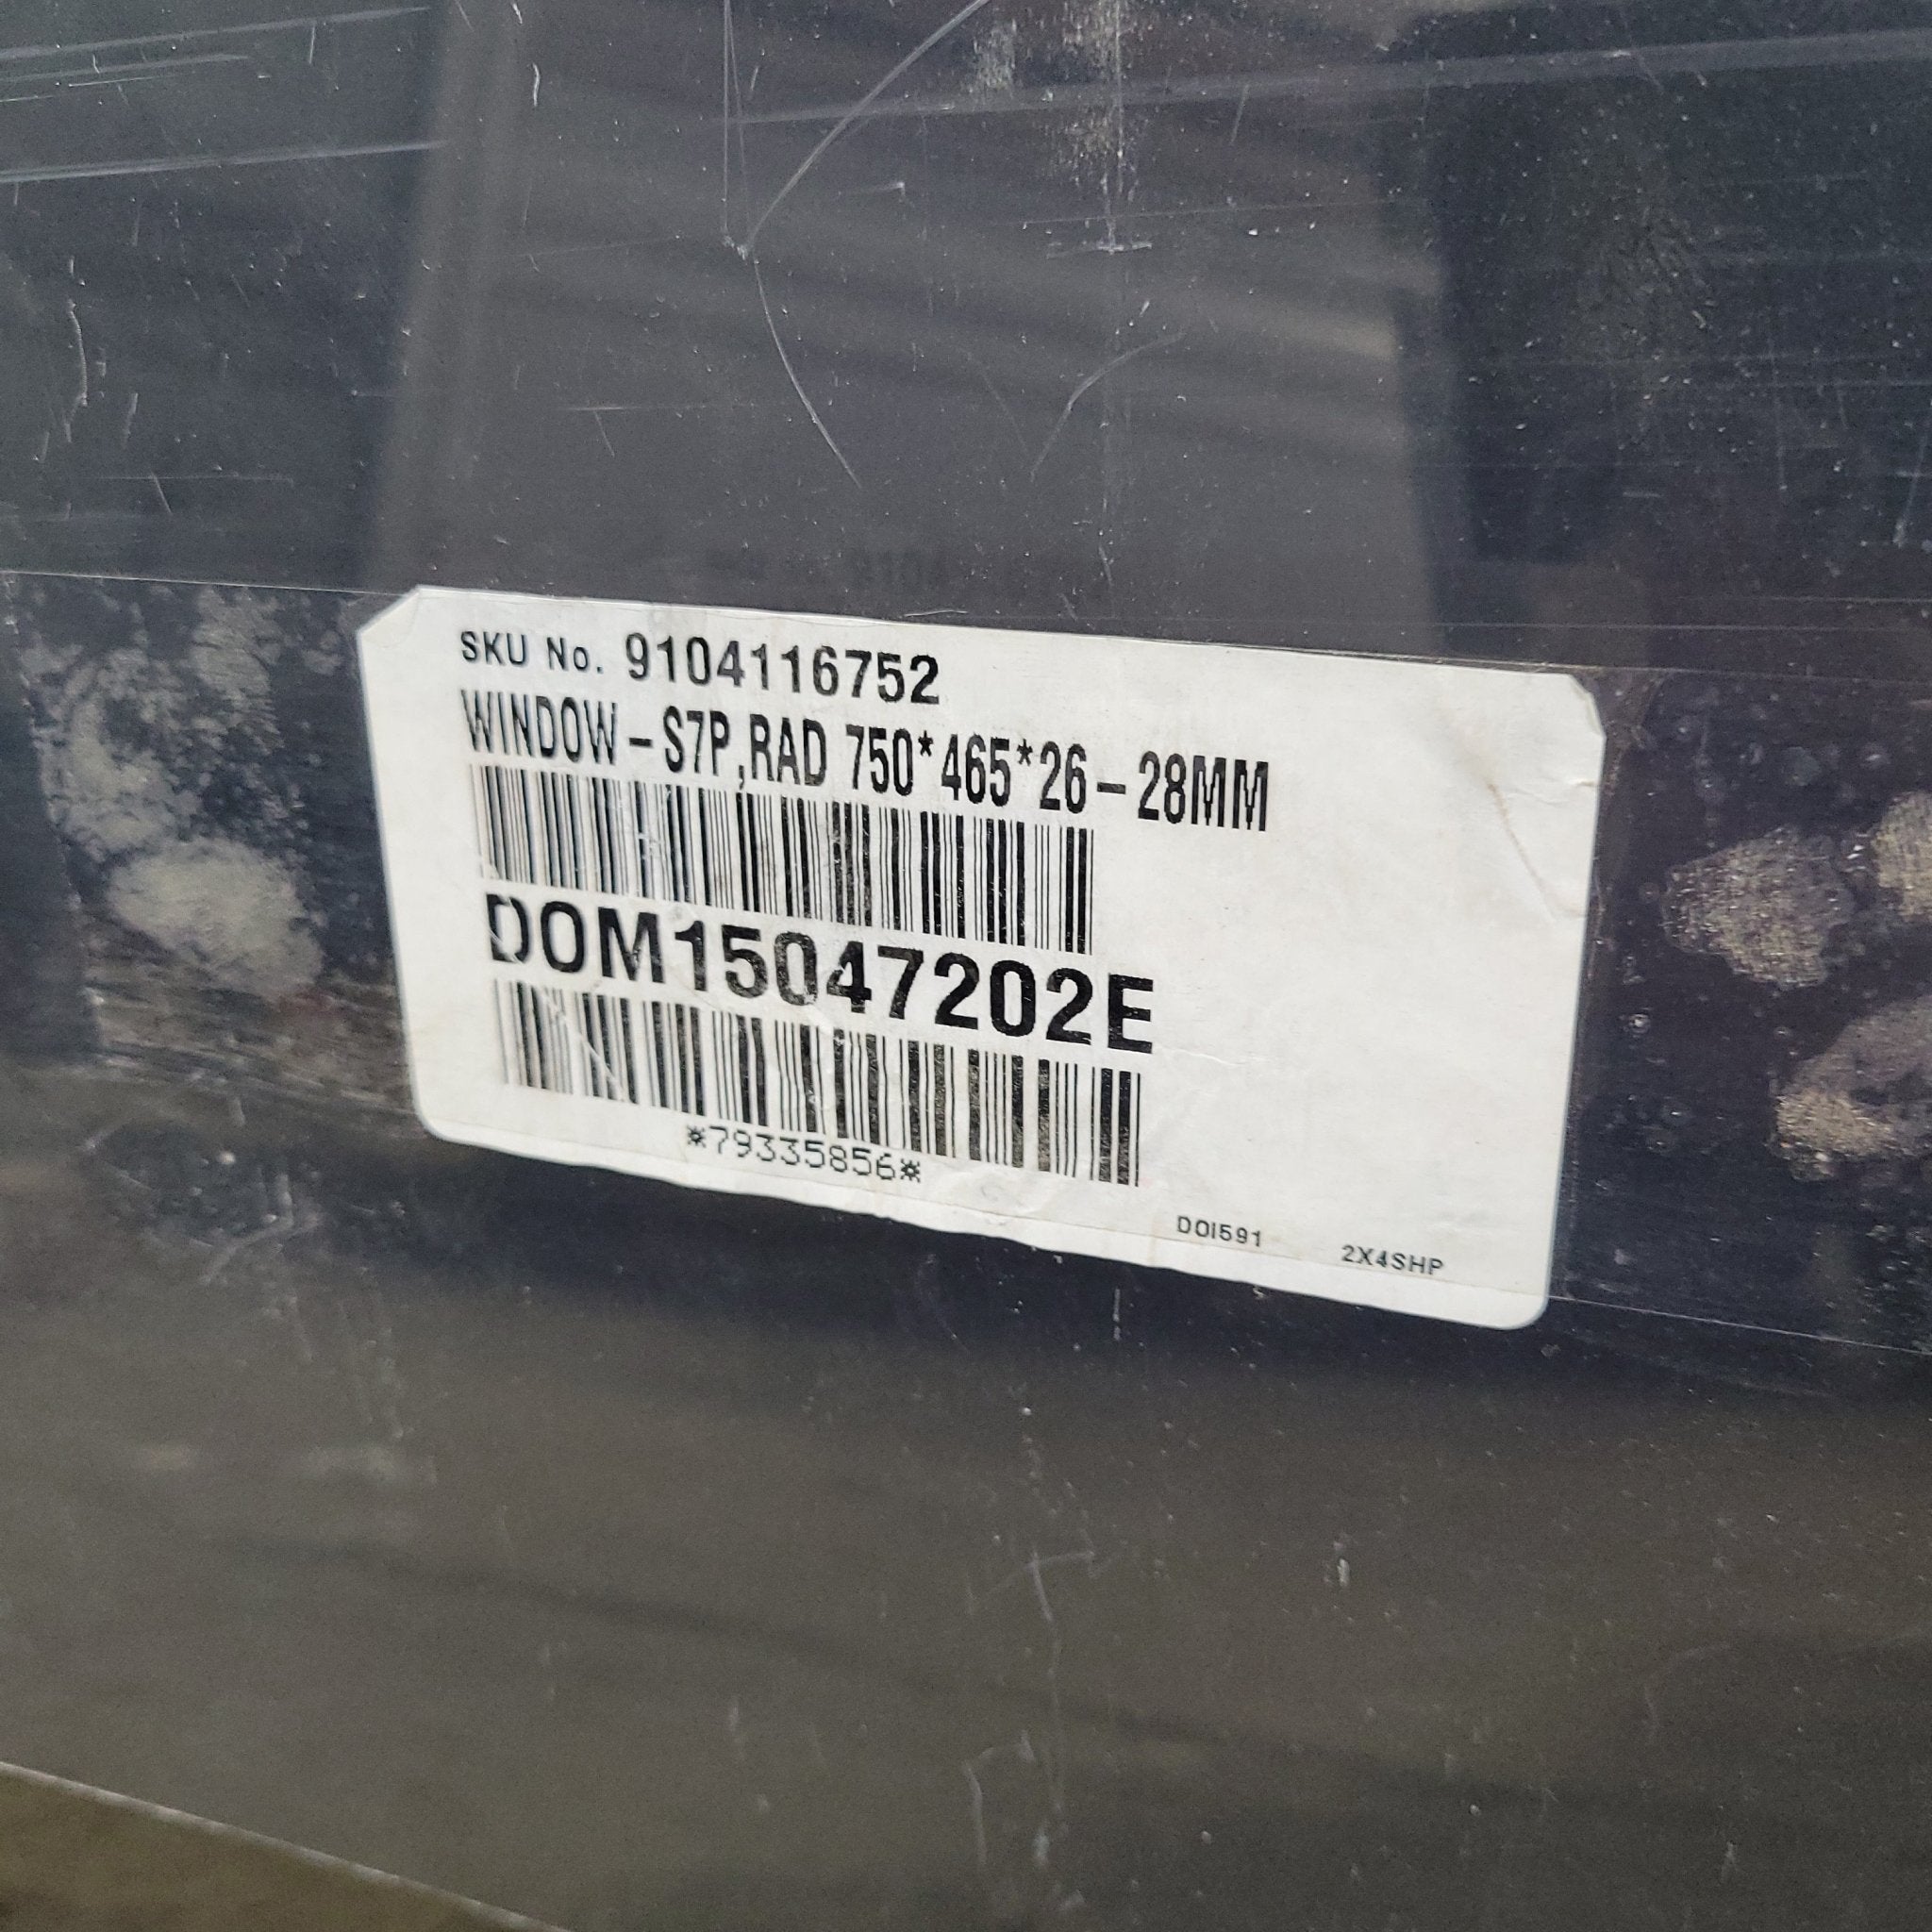 SKU No. 9104116752
WINDOW-S7P,RAD 750*465*26-28MM
DOM15047202E
*79335856*
DOI591 2X4SHP